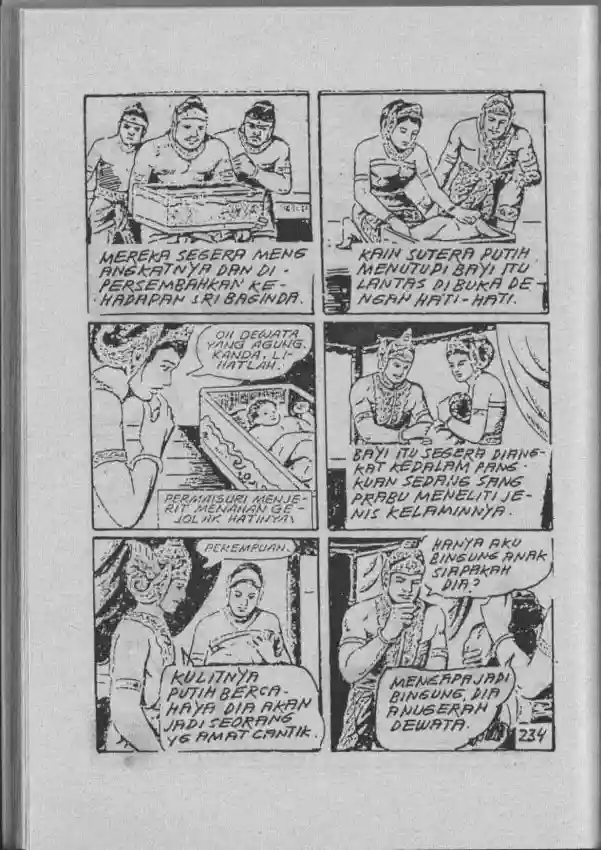 MEREKA SEGERA MENG
ANGKATNYA DAN DI -
PERSEMBAHKAN KE-
HADAPAN SRI BAGINDA.
KAIN SUTERA PUTIH
MENUTUDI BAYI ITU
LANTAS DIBUKA DE -
NGAN HATI-HATI.
OH DEWATA
YANG AGUNG.
KANDA, LI-
HATLAH.
PERMAISURI MENJE-
RIT MENAHAN GE -
JOLAK HATINYA
BAYI ITU SEGERA DIANG-
KAT KEDALAM PANG -
KUAN SEDANG SANG
PRABU MENELITI JE-
NIS KELAMINNYA.
PEREMPUAN.
KULITNYA
PUTIH BERCA-
HAYA DIA AKAN
JADI SEORANG
YG AMAT CANTIK.
HANYA AKU
BINGUNG ANAK
SIAPAKAH
DIA?
MENGAPA JADI
BINGUNG, DIA
ANUGERAH
DEWATA.
234